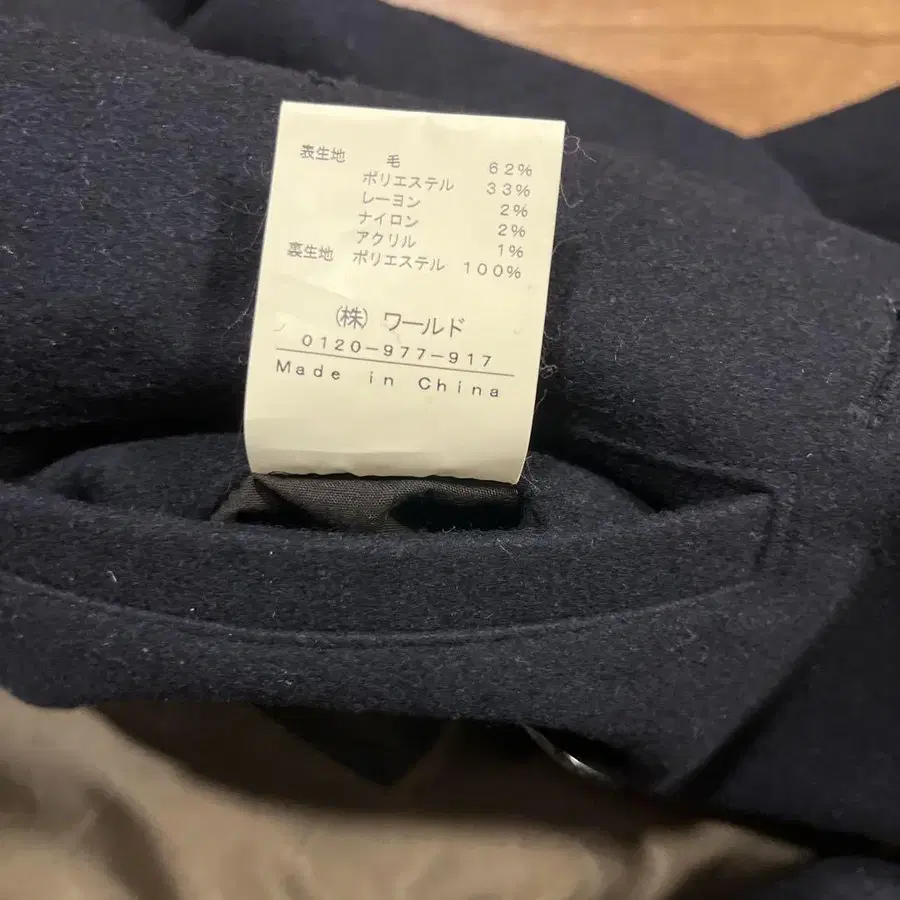 表生地 毛 62%
ポリエステル 33%
レーヨン 2%
ナイロン 2%
アクリル 1%
裏生地 ポリエステル 100%
(株) ワールド
0120-977-917
Made in China